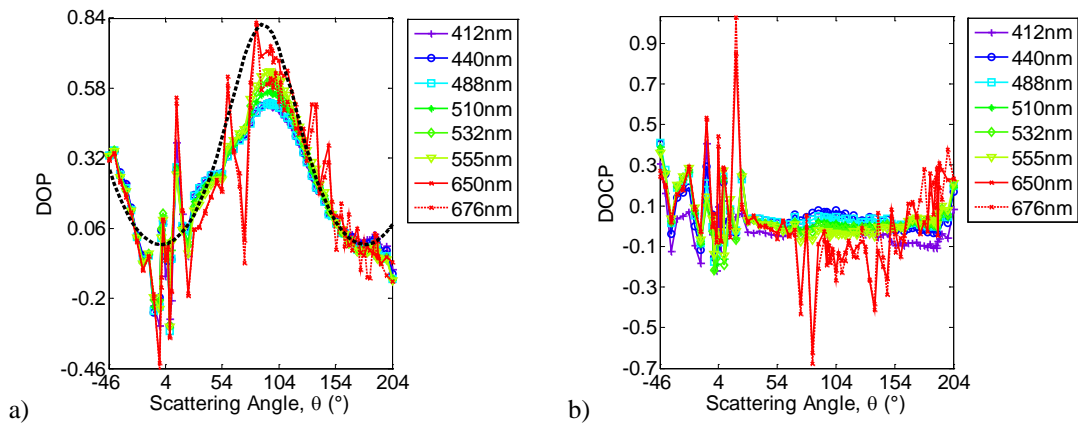 0.84
0.58
0.32
0.06
-0.2
-0.46
DOP
-46 4 54 104 154 204
Scattering Angle, θ (°)
412nm
440nm
488nm
510nm
532nm
555nm
650nm
676nm
a)
0.9
0.7
0.5
0.3
0.1
-0.1
-0.3
-0.5
-0.7
DOCP
-46 4 54 104 154 204
Scattering Angle, θ (°)
412nm
440nm
488nm
510nm
532nm
555nm
650nm
676nm
b)